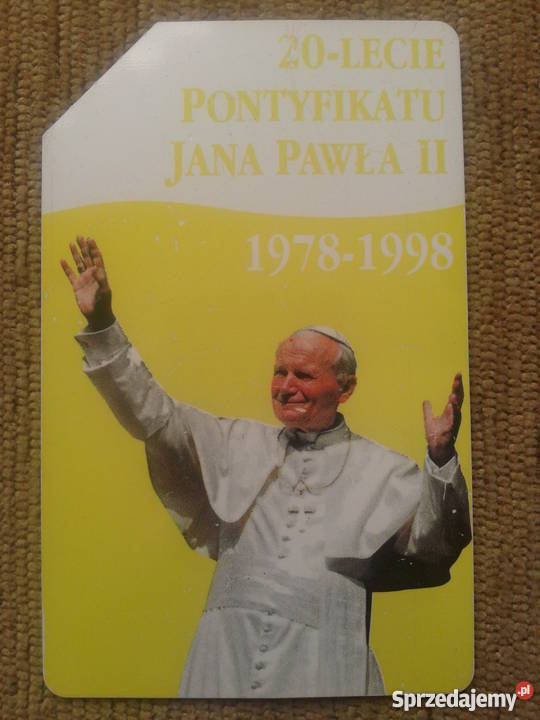 20-LECIE
PONTYFIKATU
JANA PAWŁA II
1978-1998
Sprzedajemy.pl